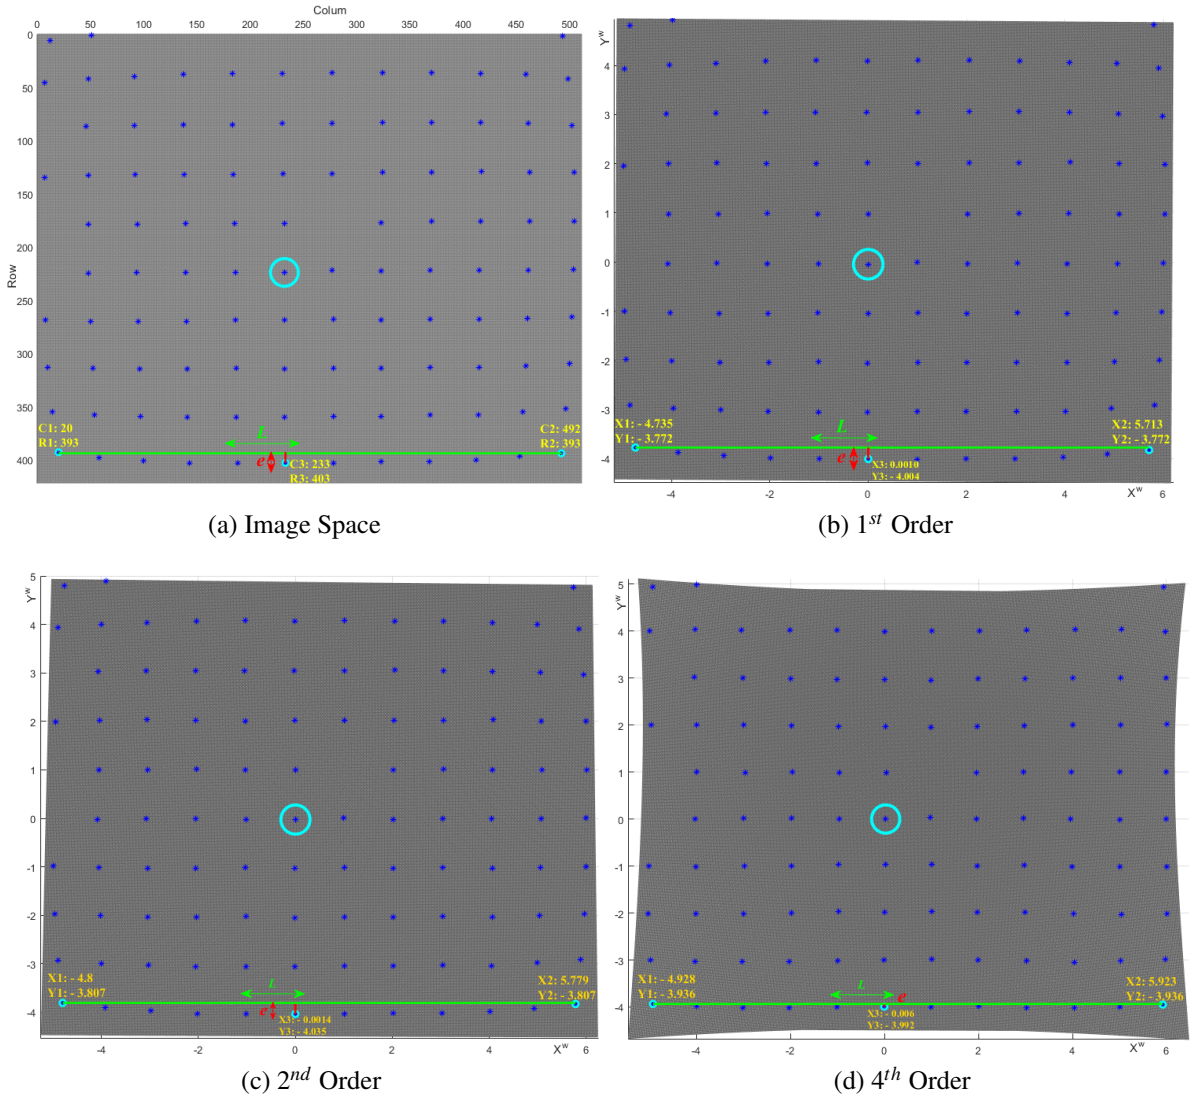 Colum
0 50 100 150 200 250 300 350 400 450 500
0
50
100
150
200
250
300
350
400
Row
C1: 20
R1: 393
l
e
C3: 233
R3: 403
C2: 492
R2: 393
(a) Image Space
Y^w
4
3
2
1
0
-1
-2
-3
-4
X1: - 4.735
Y1: - 3.772
L
e
X3: 0.0010
Y3: - 4.004
X2: 5.713
Y2: - 3.772
-4 -2 0 2 4 X^w 6
(b) 1^st Order
5
Y^w
4
3
2
1
0
-1
-2
-3
-4
X1: - 4.8
Y1: - 3.807
L
e
X3: - 0.0014
Y3: - 4.035
X2: 5.779
Y2: - 3.807
-4 -2 0 2 4 X^w 6
(c) 2^nd Order
5
Y^w
4
3
2
1
0
-1
-2
-3
-4
X1: - 4.928
Y1: - 3.936
L
e
X3: - 0.006
Y3: - 3.992
X2: 5.923
Y2: - 3.936
-4 -2 0 2 4 X^w 6
(d) 4^th Order